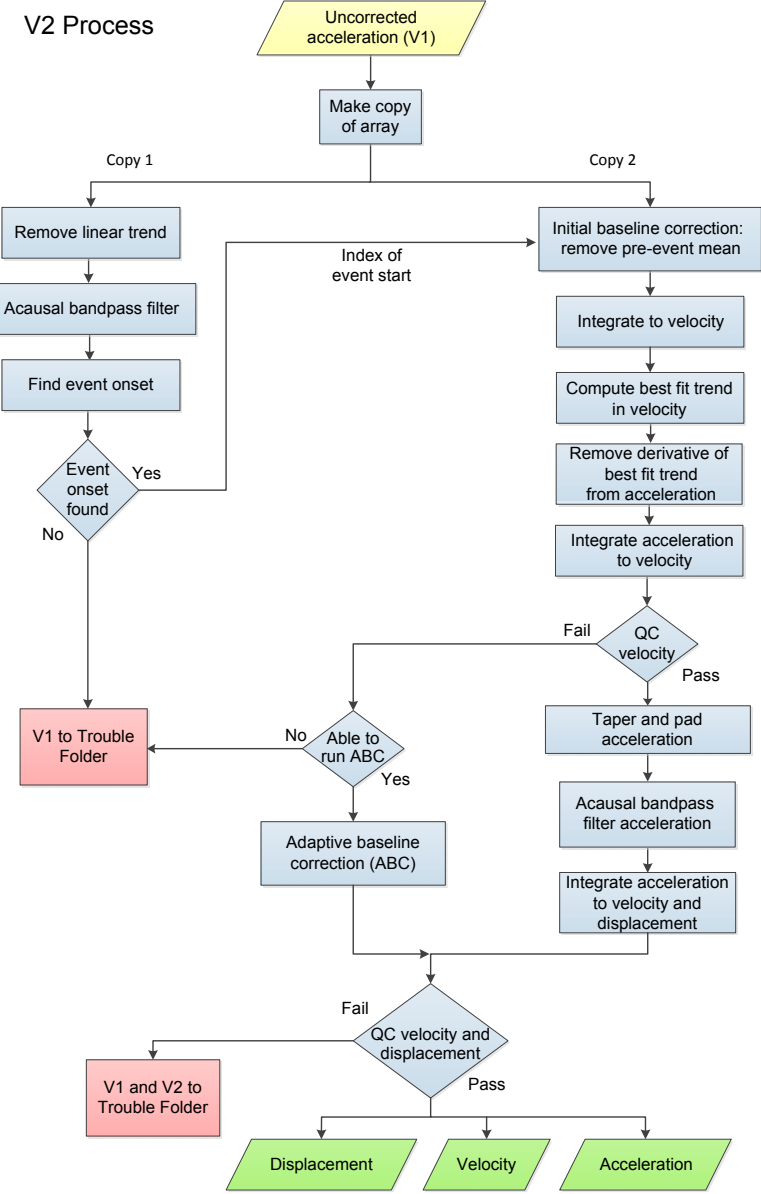 V2 Process
Uncorrected
acceleration (V1)
Make copy
of array
Copy 1
Copy 2
Remove linear trend
Initial baseline correction:
remove pre-event mean
Index of
event start
Acausal bandpass filter
Integrate to velocity
Find event onset
Compute best fit trend
in velocity
Event
onset
found
Yes
No
Remove derivative of
best fit trend
from acceleration
Integrate acceleration
to velocity
Fail
QC
velocity
Pass
V1 to Trouble
Folder
No
Able to
run ABC
Yes
Taper and pad
acceleration
Adaptive baseline
correction (ABC)
Acausal bandpass
filter acceleration
Integrate acceleration
to velocity and
displacement
Fail
QC velocity and
displacement
Pass
V1 and V2 to
Trouble Folder
Displacement
Velocity
Acceleration